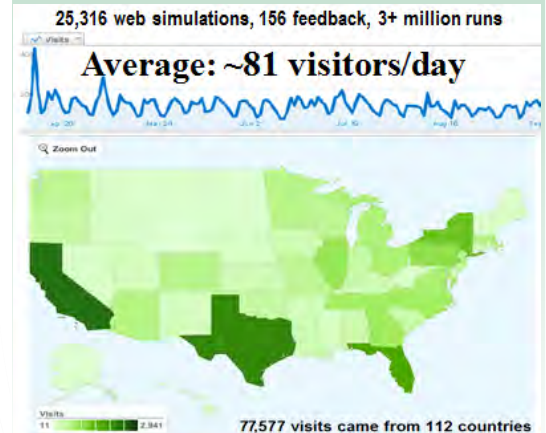 25,316 web simulations, 156 feedback, 3+ million runs
Visits
Average: ~81 visitors/day
Zoom Out
Visits
11 2,941
77,577 visits came from 112 countries